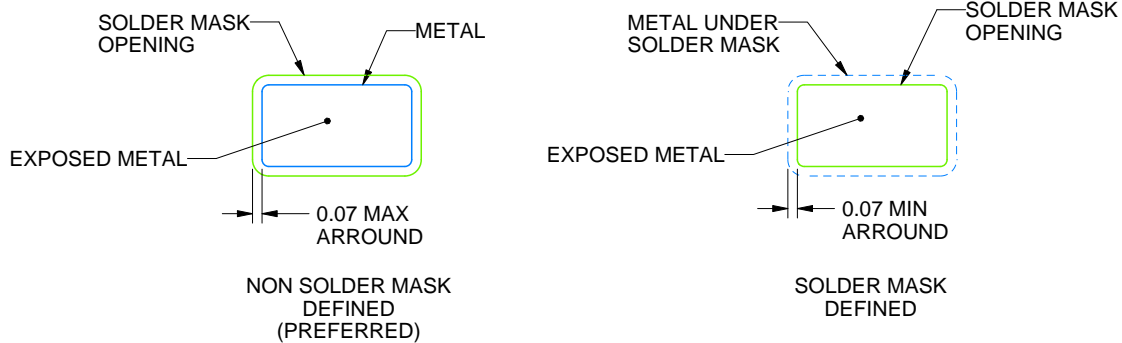 SOLDER MASK
OPENING
METAL
EXPOSED METAL
0.07 MAX
ARROUND
NON SOLDER MASK
DEFINED
(PREFERRED)
METAL UNDER
SOLDER MASK
SOLDER MASK
OPENING
EXPOSED METAL
0.07 MIN
ARROUND
SOLDER MASK
DEFINED